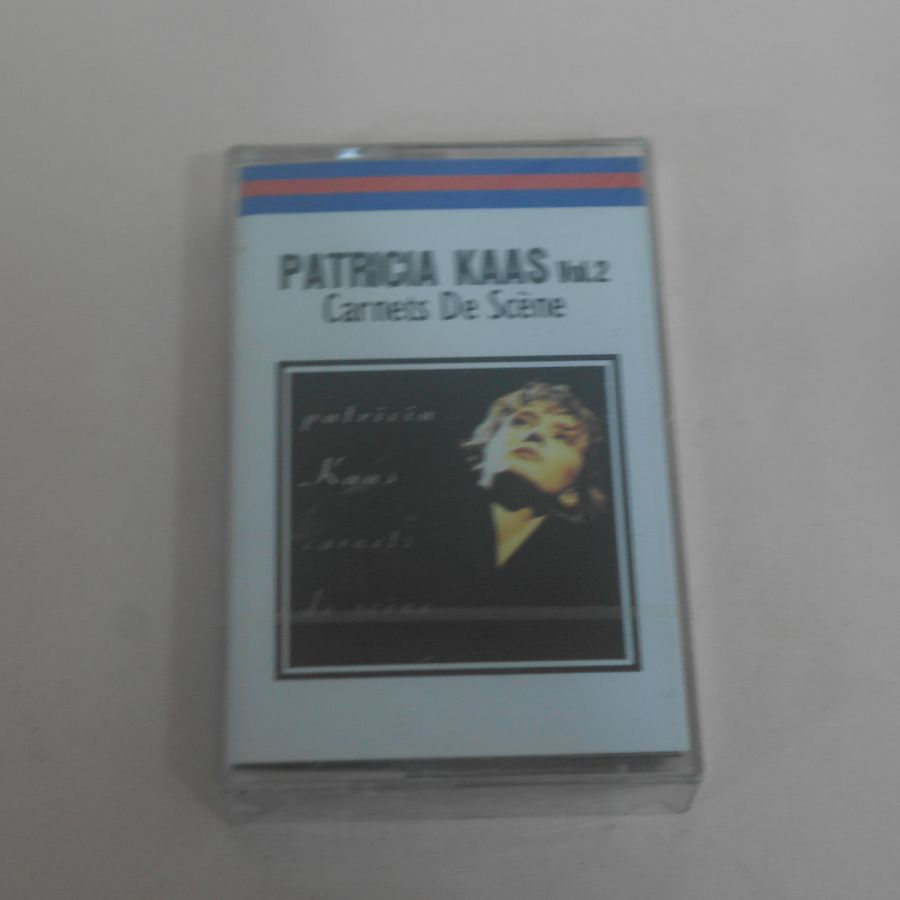 PATRICIA KAAS Vol.2
Carnets De Scène
patricia
Kaas
carnets
de scène